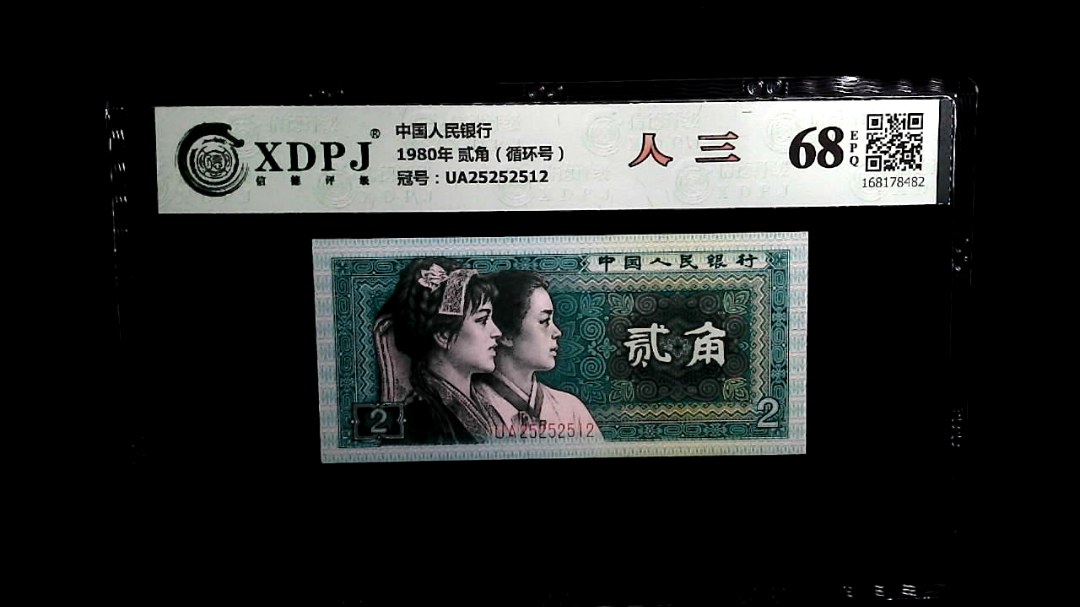 XDPJ®
信德评级
中国人民银行
1980年 贰角（循环号）
冠号：UA25252512
人三
68
EPQ
168178482
中国人民银行
贰角
2
2
UA25252512